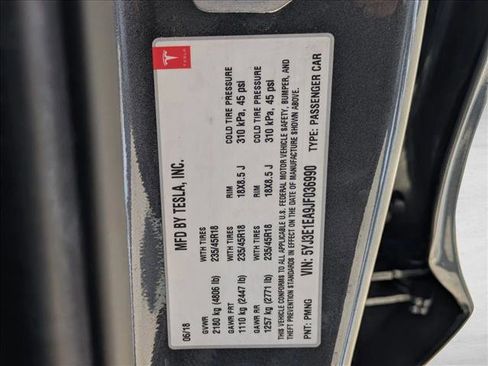 TESLA
MFD BY TESLA, INC.
06/18
GVWR WITH TIRES RIM COLD TIRE PRESSURE
2180 kg (4806 lb) 235/45R18 18X8.5 J 310 kPa, 45 psi
GAWR FRT WITH TIRES RIM COLD TIRE PRESSURE
1110 kg (2447 lb) 235/45R18 18X8.5 J 310 kPa, 45 psi
GAWR RR
1257 kg (2771 lb) 235/45R18
THIS VEHICLE CONFORMS TO ALL APPLICABLE U.S. FEDERAL MOTOR VEHICLE SAFETY, BUMPER, AND
THEFT PREVENTION STANDARDS IN EFFECT ON THE DATE OF MANUFACTURE SHOWN ABOVE.
VIN: 5YJ3E1EA9JF036990
PNT: PMNG TYPE: PASSENGER CAR